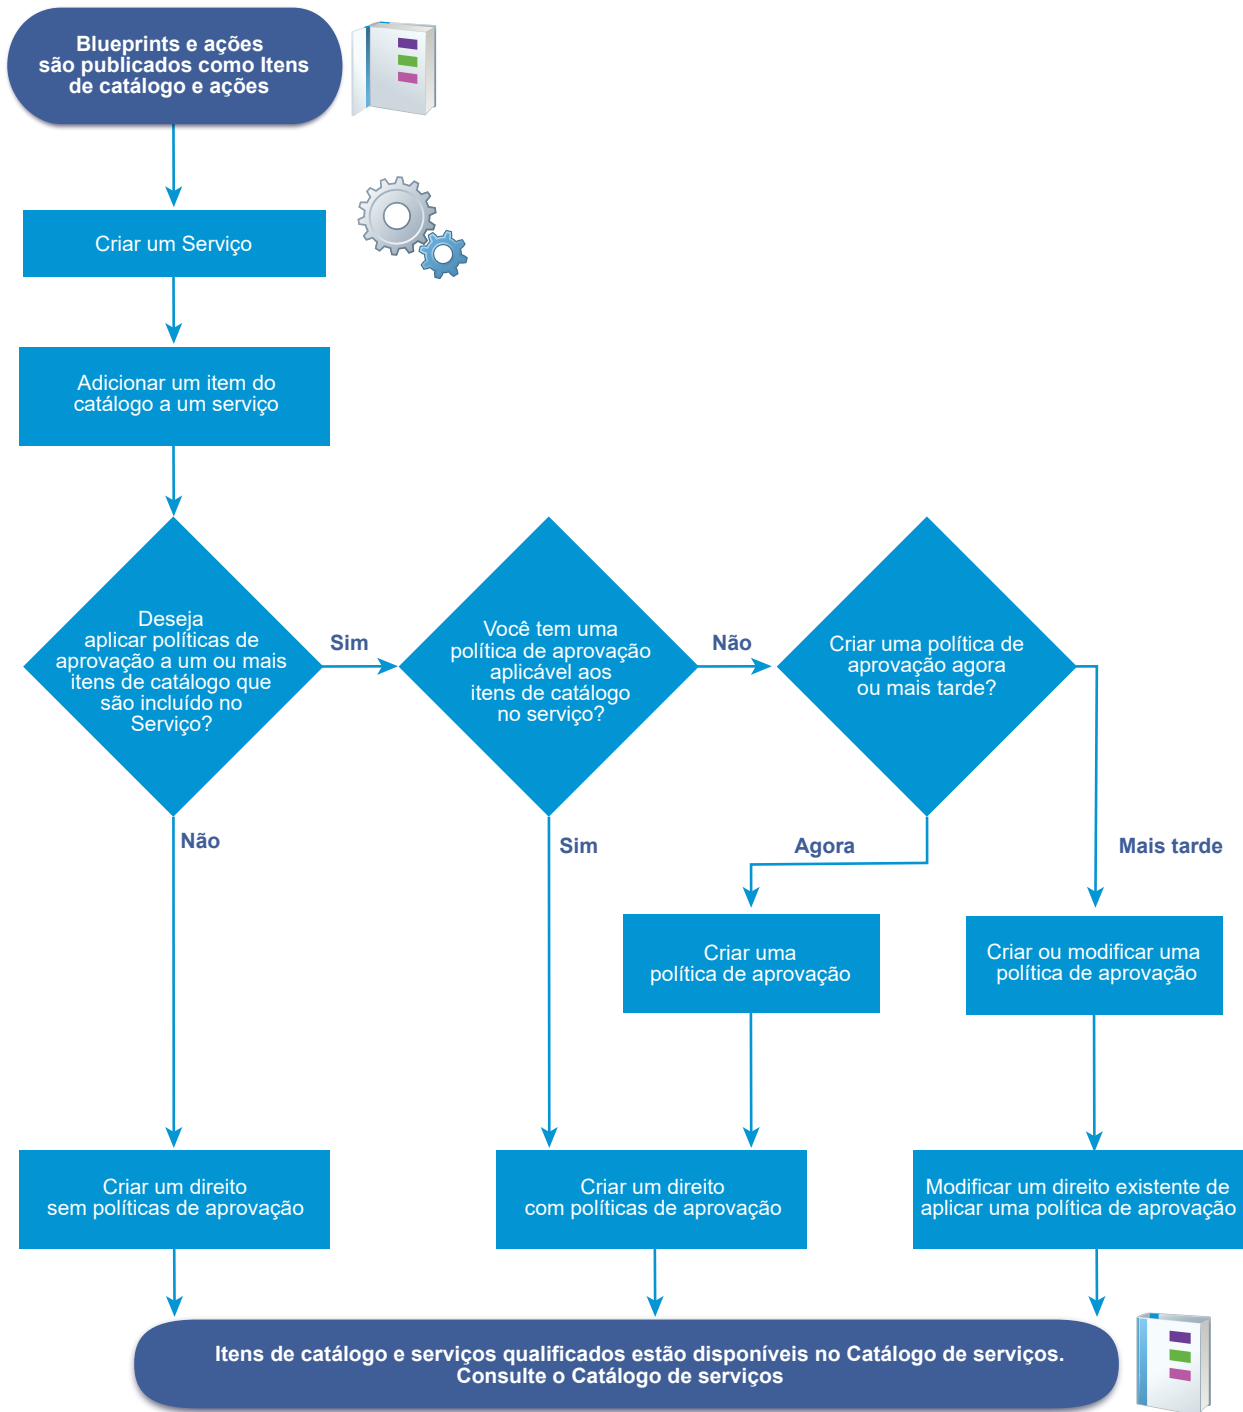 Blueprints e ações
são publicados como Itens
de catálogo e ações
Criar um Serviço
Adicionar um item do
catálogo a um serviço
Deseja
aplicar políticas de
aprovação a um ou mais
itens de catálogo que
são incluído no
Serviço?
Sim
Você tem uma
política de aprovação
aplicável aos
itens de catálogo
no serviço?
Não
Criar uma política de
aprovação agora
ou mais tarde?
Não
Sim
Agora
Mais tarde
Criar uma
política de aprovação
Criar ou modificar uma
política de aprovação
Criar um direito
sem políticas de aprovação
Criar um direito
com políticas de aprovação
Modificar um direito existente de
aplicar uma política de aprovação
Itens de catálogo e serviços qualificados estão disponíveis no Catálogo de serviços.
Consulte o Catálogo de serviços